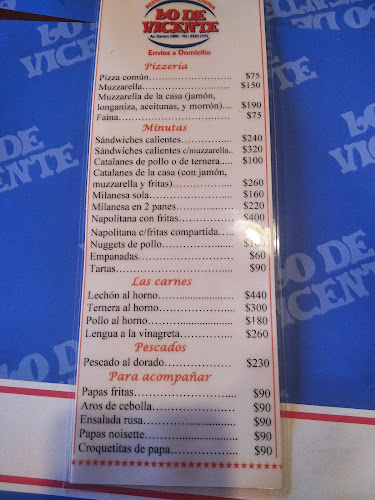 LO DE
VICENTE
Envíos a Domicilio
Pizzería
Pizza común............ $75
Muzzarella............ $150
Muzzarella de la casa (jamón,
longaniza, aceitunas, y morrón).... $190
Faina............ $75
Minutas
Sándwiches calientes............ $240
Sándwiches calientes c/muzzarella.. $320
Catalanes de pollo o de ternera..... $100
Catalanes de la casa (con jamón,
muzzarella y fritas)............ $260
Milanesa sola............ $160
Milanesa en 2 panes............ $220
Napolitana con fritas............ $400
Napolitana c/fritas compartida......
Nuggets de pollo............
Empanadas............ $60
Tartas............ $90
Las carnes
Lechón al horno............ $440
Ternera al horno............ $300
Pollo al horno............ $180
Lengua a la vinagreta............ $260
Pescados
Pescado al dorado............ $230
Para acompañar
Papas fritas............ $90
Aros de cebolla............ $90
Ensalada rusa............ $90
Papas noisette............ $90
Croquetitas de papa............ $90
LO DE
VICENTE
LO DE
VICENTE